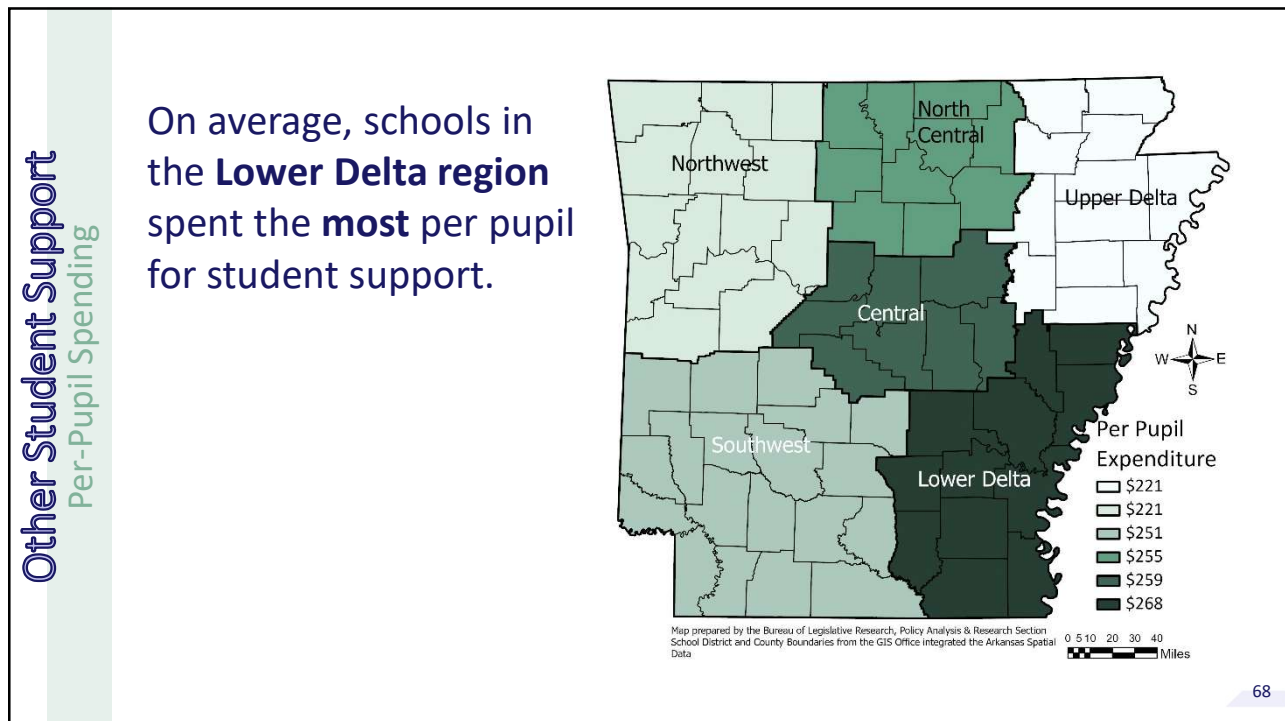 Other Student Support
Per-Pupil Spending
On average, schools in
the Lower Delta region
spent the most per pupil
for student support.
North
Central
Northwest
Upper Delta
Central
Southwest
Lower Delta
N
W
E
S
Per Pupil
Expenditure
$221
$221
$251
$255
$259
$268
Map prepared by the Bureau of Legislative Research, Policy Analysis & Research Section
School District and County Boundaries from the GIS Office integrated the Arkansas Spatial
Data
0 5 10 20 30 40
Miles
68